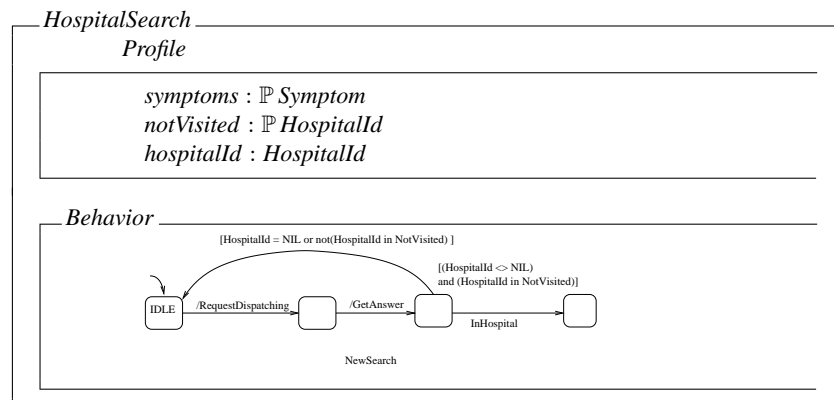 HospitalSearch
Profile
symptoms : ℙ Symptom
notVisited : ℙ HospitalId
hospitalId : HospitalId
Behavior
[HospitalId = NIL or not(HospitalId in NotVisited) ]
[(HospitalId <> NIL)
and (HospitalId in NotVisited)]
IDLE
/RequestDispatching
/GetAnswer
InHospital
NewSearch